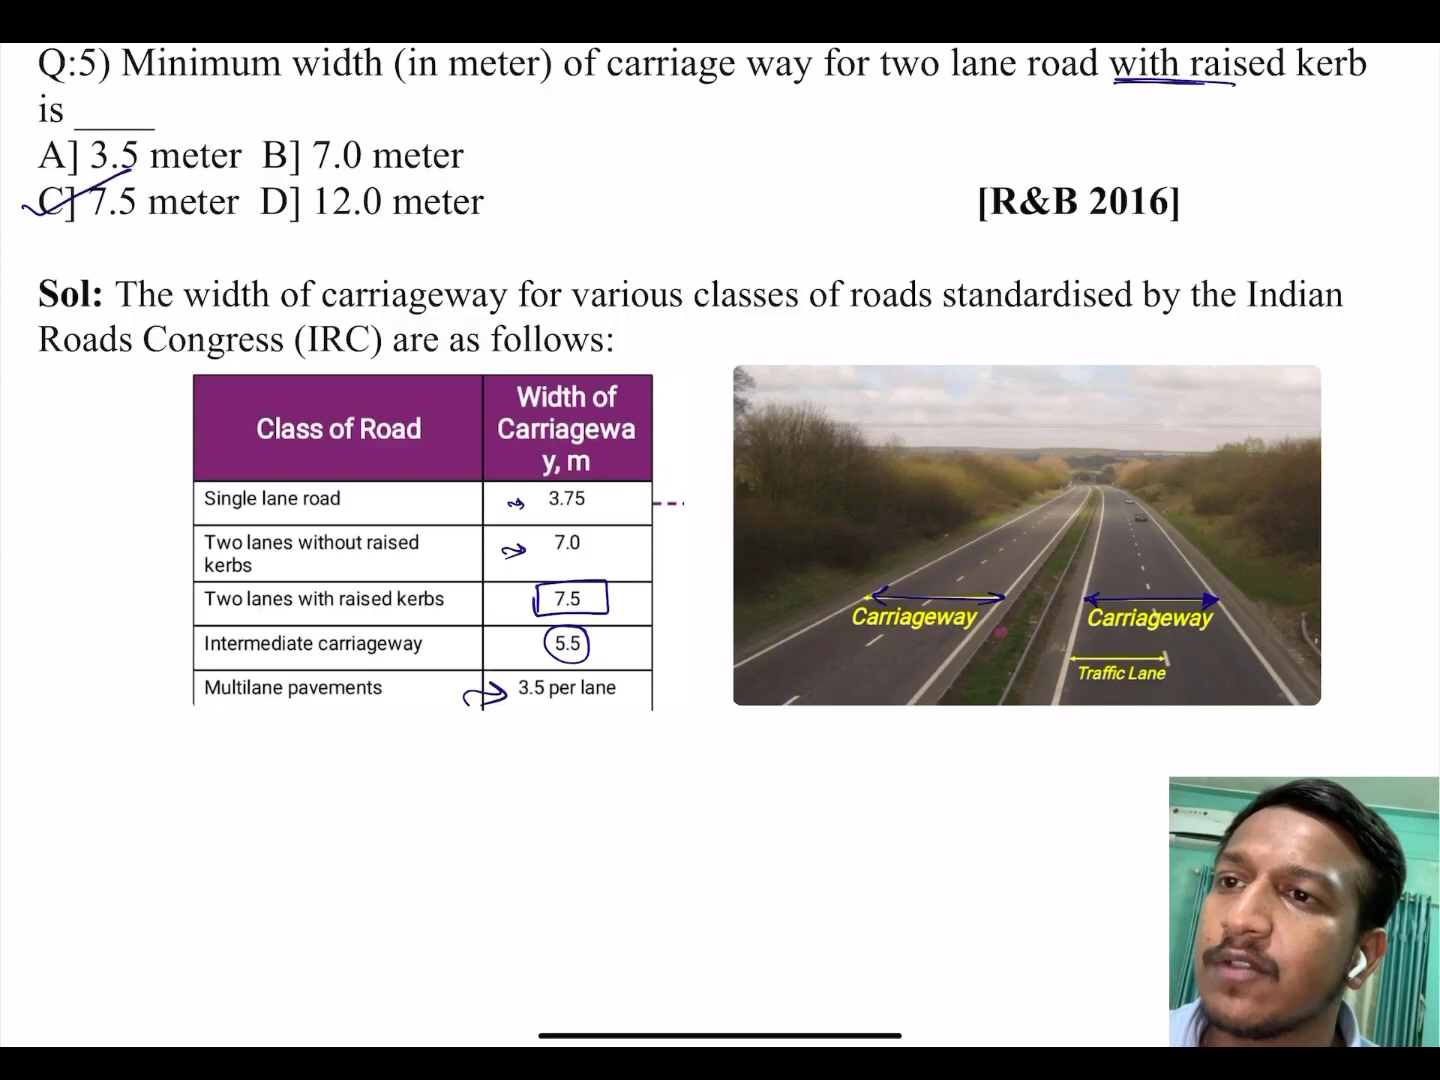 Q:5) Minimum width (in meter) of carriage way for two lane road with raised kerb
is ____
A] 3.5 meter B] 7.0 meter
C] 7.5 meter D] 12.0 meter [R&B 2016]
Sol: The width of carriageway for various classes of roads standardised by the Indian
Roads Congress (IRC) are as follows:
Class of Road
Width of
Carriagewa
y, m
Single lane road 3.75
Two lanes without raised
kerbs
7.0
Two lanes with raised kerbs 7.5
Intermediate carriageway 5.5
Multilane pavements 3.5 per lane
Carriageway Carriageway
Traffic Lane